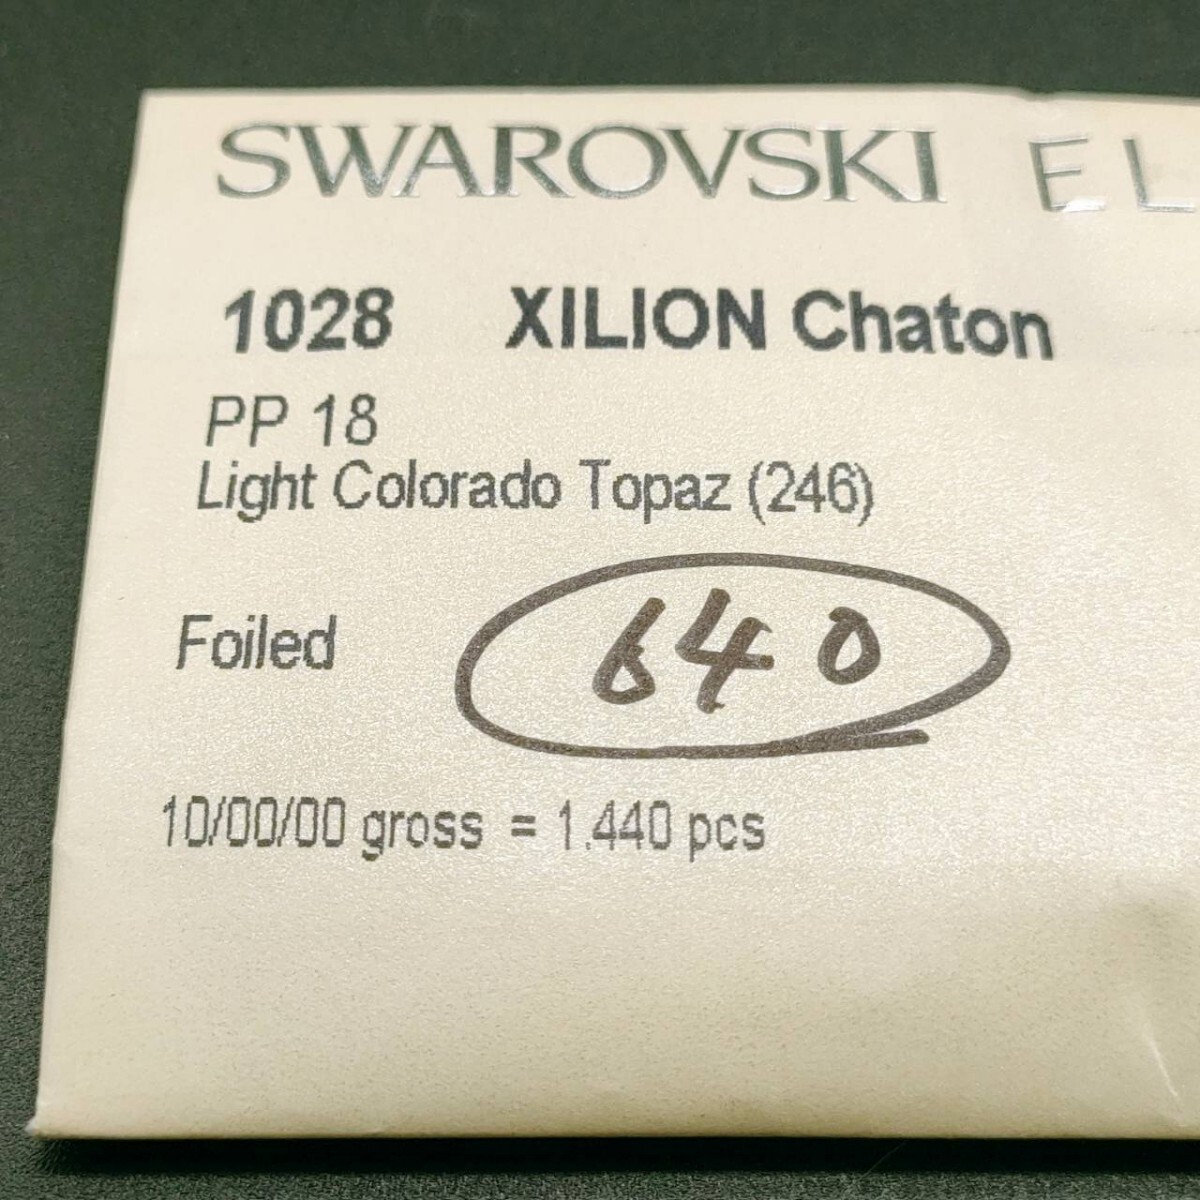 SWAROVSKI EL
1028 XILION Chaton
PP 18
Light Colorado Topaz (246)
Foiled 640
10/00/00 gross = 1.440 pcs